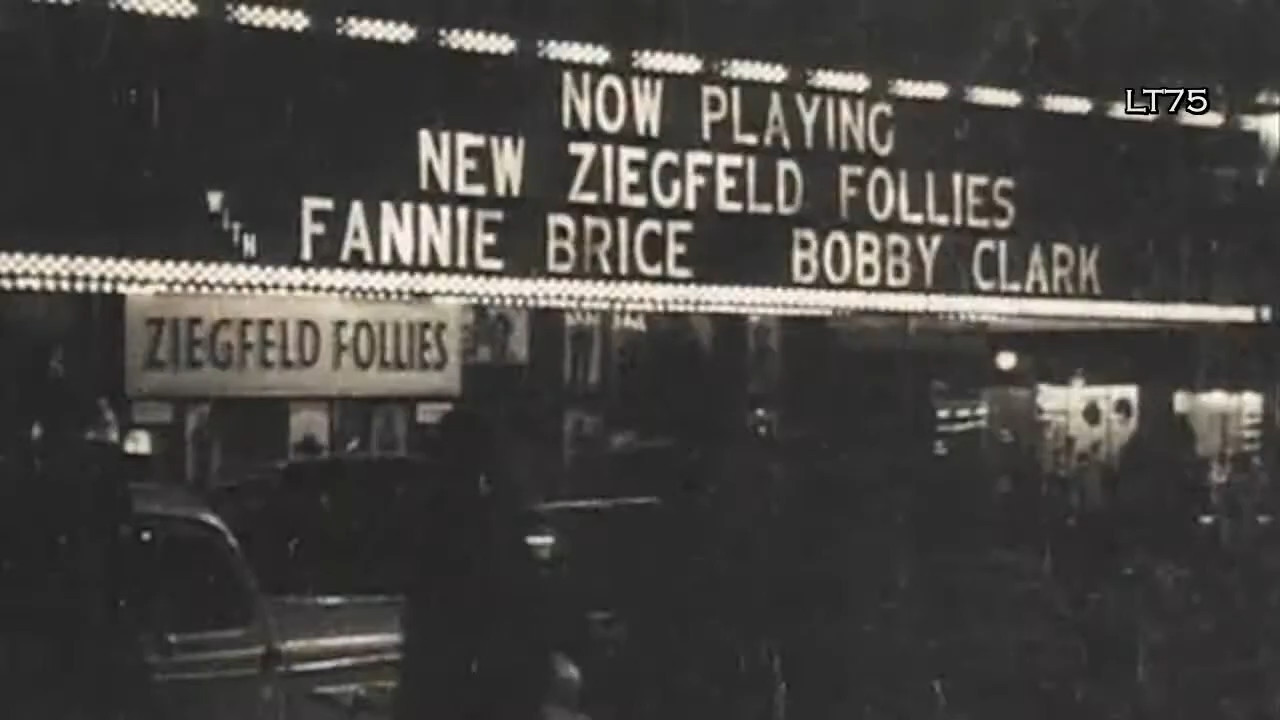 LT75
NOW PLAYING
NEW ZIEGFELD FOLLIES
WITH FANNIE BRICE BOBBY CLARK
ZIEGFELD FOLLIES